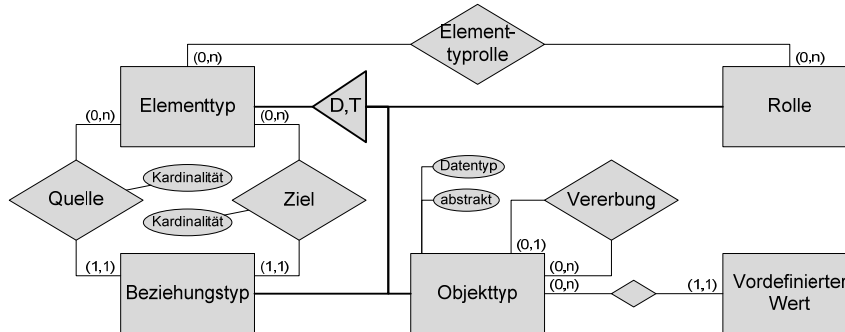 Element-
typrolle
(0,n)
(0,n)
Elementtyp
D,T
Rolle
(0,n)
(0,n)
Kardinalität
Quelle
Kardinalität
Ziel
Datentyp
abstrakt
Vererbung
(0,1)
(1,1)
(1,1)
(0,n)
(0,n)
(1,1)
Beziehungstyp
Objekttyp
Vordefinierter
Wert